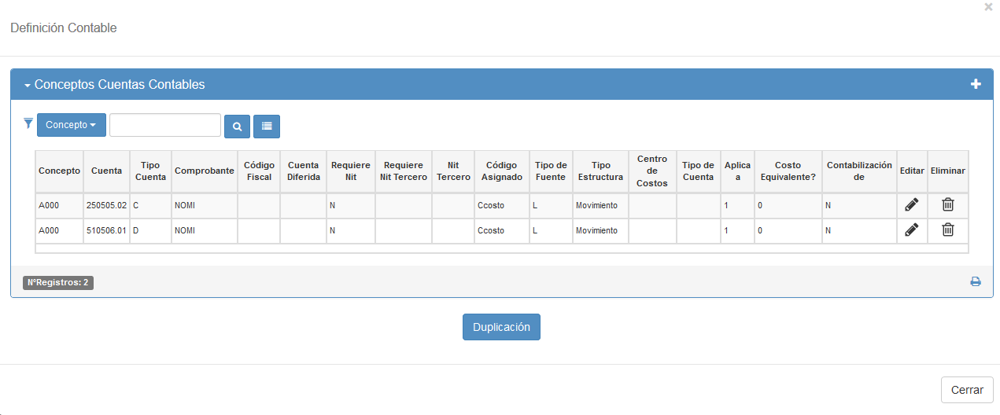 ×
Definición Contable
Conceptos Cuentas Contables
Concepto
Concepto Cuenta Tipo Cuenta Comprobante Código Fiscal Cuenta Diferida Requiere Nit Requiere Nit Tercero Nit Tercero Código Asignado Tipo de Fuente Tipo Estructura Centro de Costos Tipo de Cuenta Aplica a Costo Equivalente? Contabilización de Editar Eliminar
A000 250505.02 C NOMI N Ccosto L Movimiento 1 0 N
A000 510506.01 D NOMI N Ccosto L Movimiento 1 0 N
N°Registros: 2
Duplicación
Cerrar